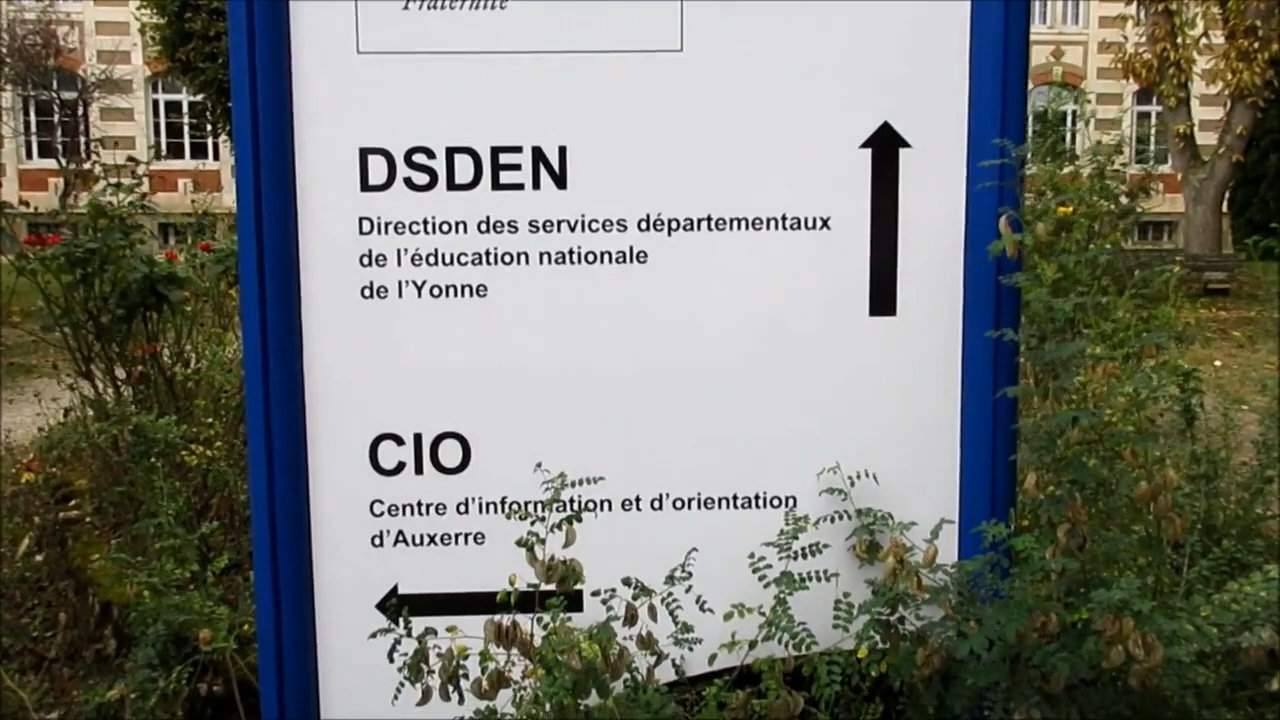 Fraternité
DSDEN
Direction des services départementaux
de l'éducation nationale
de l'Yonne
CIO
Centre d'information et d'orientation
d'Auxerre